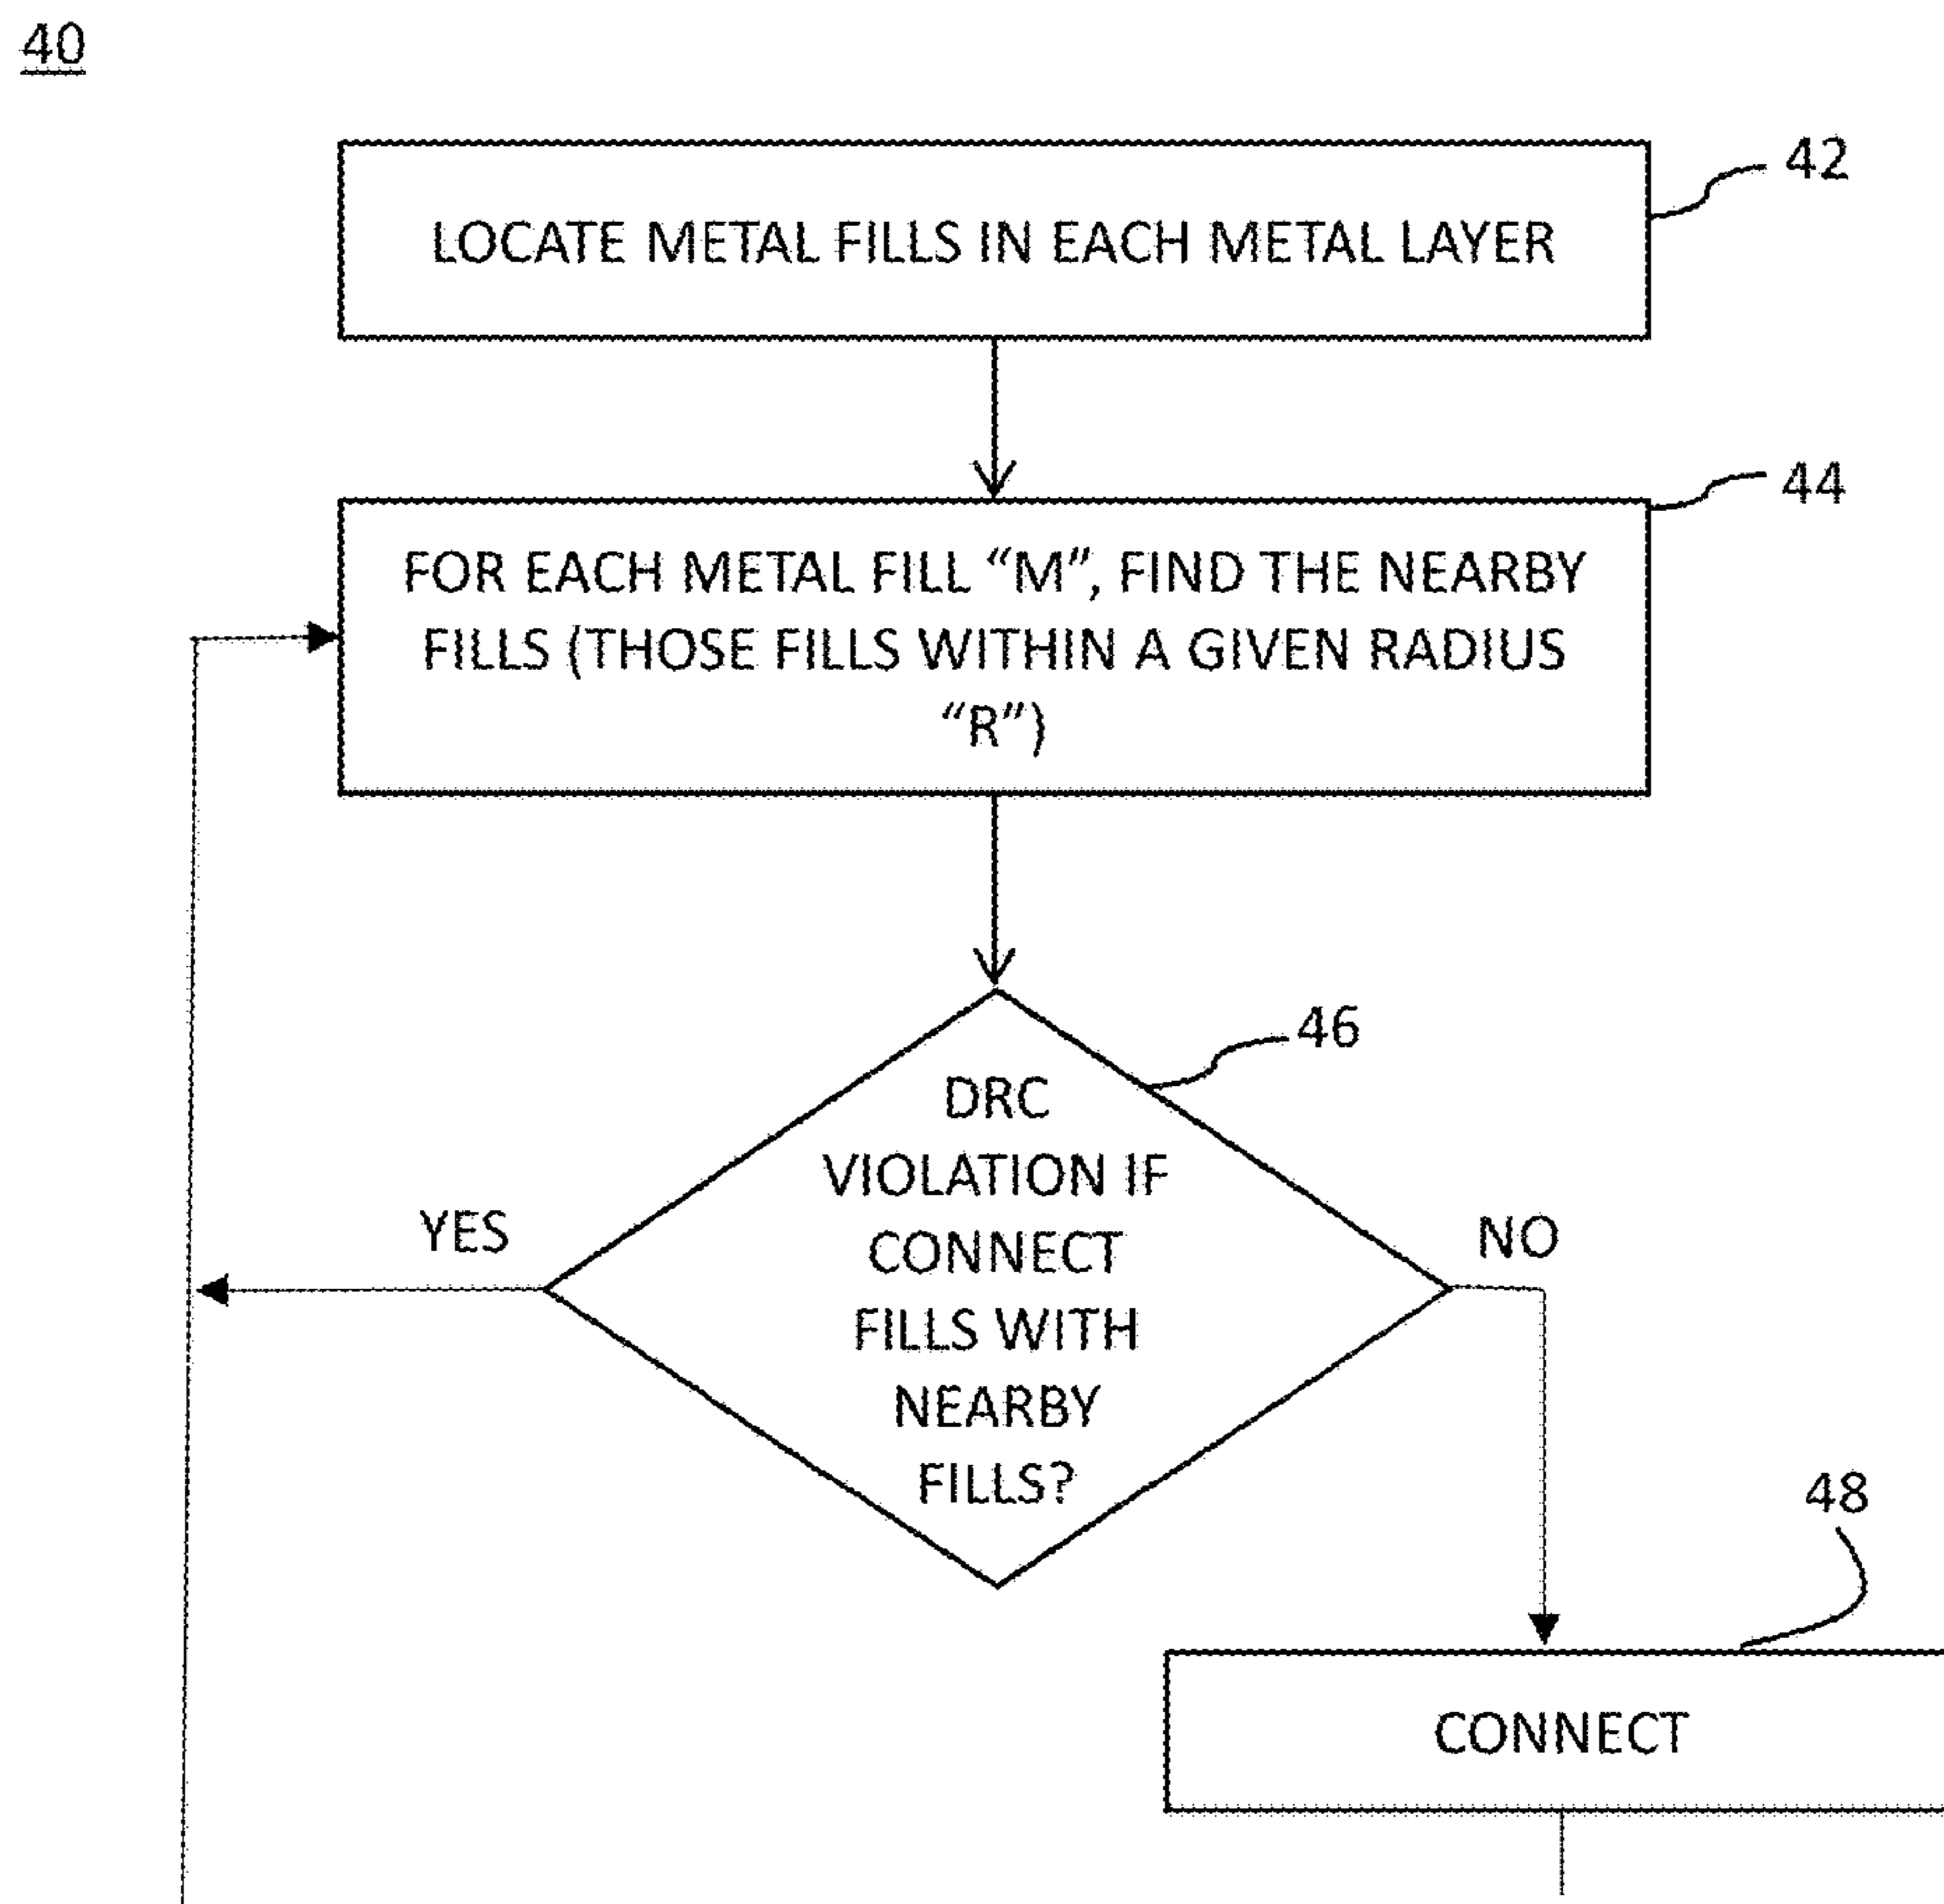 40
42
LOCATE METAL FILLS IN EACH METAL LAYER
44
FOR EACH METAL FILL “M”, FIND THE NEARBY
FILLS (THOSE FILLS WITHIN A GIVEN RADIUS
“R”)
46
DRC
VIOLATION IF
CONNECT
FILLS WITH
NEARBY
FILLS?
YES
NO
48
CONNECT